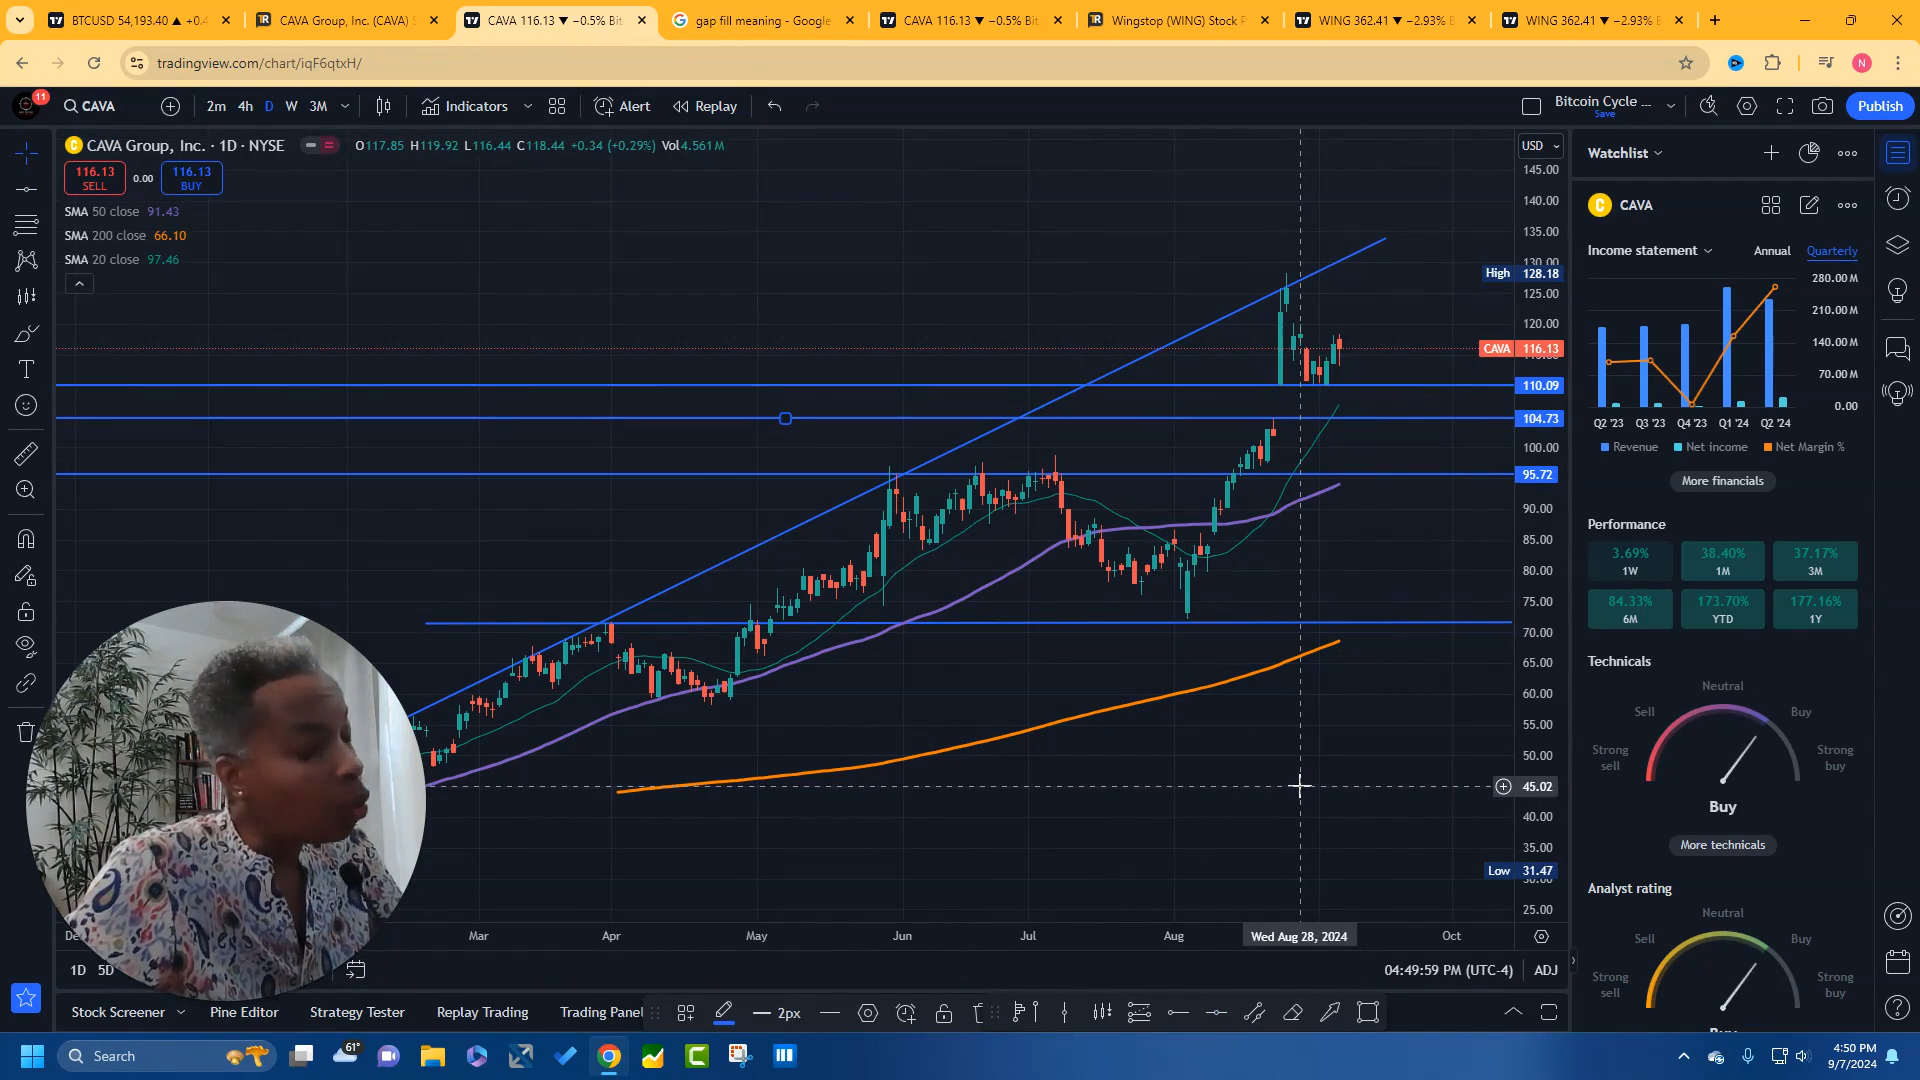 BTCUSD 54,193.40 ▲ +0.4
CAVA Group, Inc. (CAVA) S
CAVA 116.13 ▼ −0.5% Bit
gap fill meaning - Google
CAVA 116.13 ▼ −0.5% Bit
Wingstop (WING) Stock P
WING 362.41 ▼ −2.93% B
WING 362.41 ▼ −2.93% B
tradingview.com/chart/iqF6qtxH/
N
11
CAVA
2m 4h D W 3M
Indicators
Alert
Replay
Bitcoin Cycle ...
Save
Publish
CAVA Group, Inc. · 1D · NYSE
O117.85 H119.92 L116.44 C118.44 +0.34 (+0.29%) Vol4.561M
USD
116.13
SELL
0.00
116.13
BUY
SMA 50 close 91.43
SMA 200 close 66.10
SMA 20 close 97.46
145.00
140.00
135.00
130.00
High 128.18
125.00
120.00
CAVA 116.13
115.00
110.09
104.73
100.00
95.72
90.00
85.00
80.00
75.00
70.00
65.00
60.00
55.00
50.00
45.02
40.00
35.00
Low 31.47
30.00
25.00
Mar
Apr
May
Jun
Jul
Aug
Wed Aug 28, 2024
Oct
1D 5D
04:49:59 PM (UTC-4)
ADJ
Stock Screener
Pine Editor
Strategy Tester
Replay Trading
Trading Panel
2px
Watchlist
C CAVA
Income statement
Annual
Quarterly
280.00 M
210.00 M
140.00 M
70.00 M
0.00
Q2 '23 Q3 '23 Q4 '23 Q1 '24 Q2 '24
Revenue Net income Net Margin %
More financials
Performance
3.69%
1W
38.40%
1M
37.17%
3M
84.33%
6M
173.70%
YTD
177.16%
1Y
Technicals
Neutral
Sell
Buy
Strong sell
Strong buy
Buy
More technicals
Analyst rating
Neutral
Sell
Buy
Strong sell
Strong buy
Search
61°
4:50 PM
9/7/2024